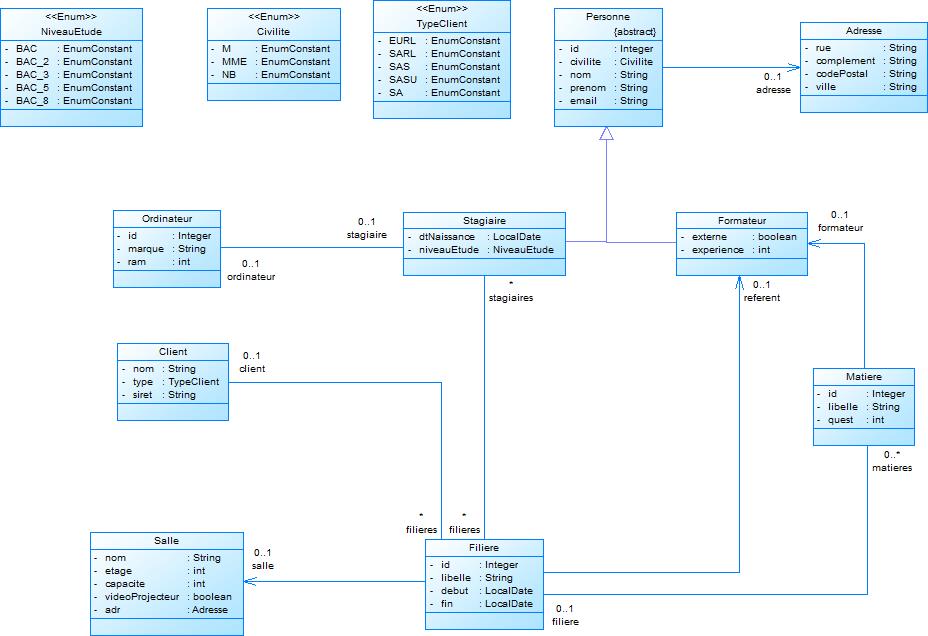 <<Enum>>
NiveauEtude
- BAC : EnumConstant
- BAC_2 : EnumConstant
- BAC_3 : EnumConstant
- BAC_5 : EnumConstant
- BAC_8 : EnumConstant
<<Enum>>
Civilite
- M : EnumConstant
- MME : EnumConstant
- NB : EnumConstant
<<Enum>>
TypeClient
- EURL : EnumConstant
- SARL : EnumConstant
- SAS : EnumConstant
- SASU : EnumConstant
- SA : EnumConstant
Personne
{abstract}
- id : Integer
- civilite : Civilite
- nom : String
- prenom : String
- email : String
0..1
adresse
Adresse
- rue : String
- complement : String
- codePostal : String
- ville : String
Ordinateur
- id : Integer
- marque : String
- ram : int
0..1
stagiaire
0..1
ordinateur
Stagiaire
- dtNaissance : LocalDate
- niveauEtude : NiveauEtude
*
stagiaires
Formateur
- externe : boolean
- experience : int
0..1
formateur
0..1
referent
Client
- nom : String
- type : TypeClient
- siret : String
0..1
client
Matiere
- id : Integer
- libelle : String
- quest : int
0..*
matieres
*
filieres
*
filieres
Salle
- nom : String
- etage : int
- capacite : int
- videoProjecteur : boolean
- adr : Adresse
0..1
salle
Filiere
- id : Integer
- libelle : String
- debut : LocalDate
- fin : LocalDate
0..1
filiere